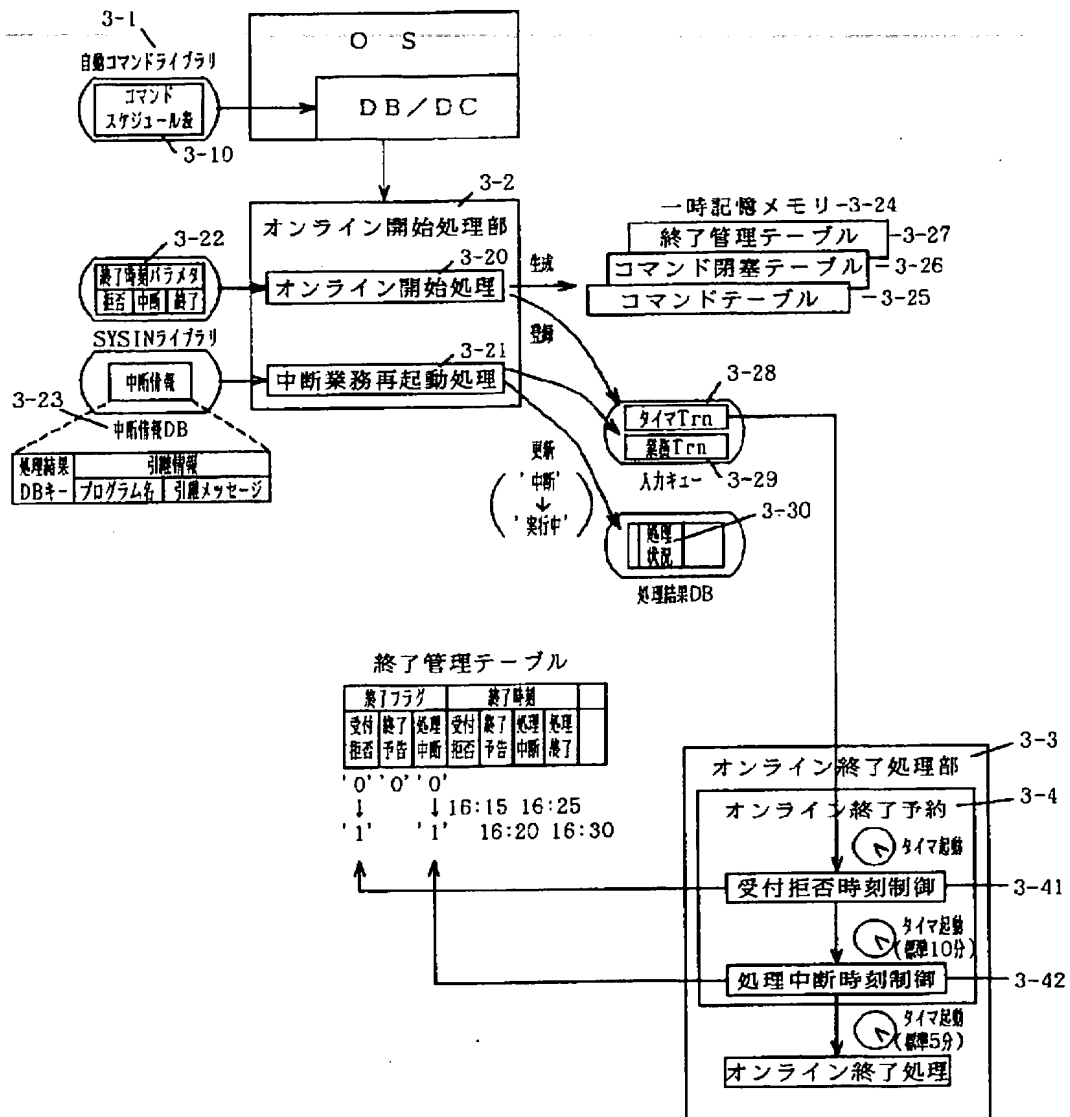 3-1
自動コマンドライブラリ
コマンド
スケジュール表
3-10
OS
DB/DC
3-2
オンライン開始処理部
3-22
終了時刻パラメタ
拒否 中断 終了
SYSINライブラリ
3-20
オンライン開始処理
3-21
中断業務再起動処理
中断情報
3-23
中断情報DB
処理結果
DBキー
引継情報
プログラム名 引継メッセージ
生成
登録
一時記憶メモリ-3-24
終了管理テーブル
3-27
コマンド閉塞テーブル
3-26
コマンドテーブル
3-25
3-28
タイマTrn
業務Trn
3-29
入力キュー
更新
'中断'
↓
'実行中'
3-30
処理
状況
処理結果DB
終了管理テーブル
終了フラグ 終了時刻
受付 終了 処理 受付 終了 処理 処理
拒否 予告 中断 拒否 予告 中断 終了
'0' '0' '0'
↓ ↓ 16:15 16:25
'1' '1' 16:20 16:30
3-3
オンライン終了処理部
3-4
オンライン終了予約
タイマ起動
受付拒否時刻制御
3-41
タイマ起動
(標準10分)
処理中断時刻制御
3-42
タイマ起動
(標準5分)
オンライン終了処理